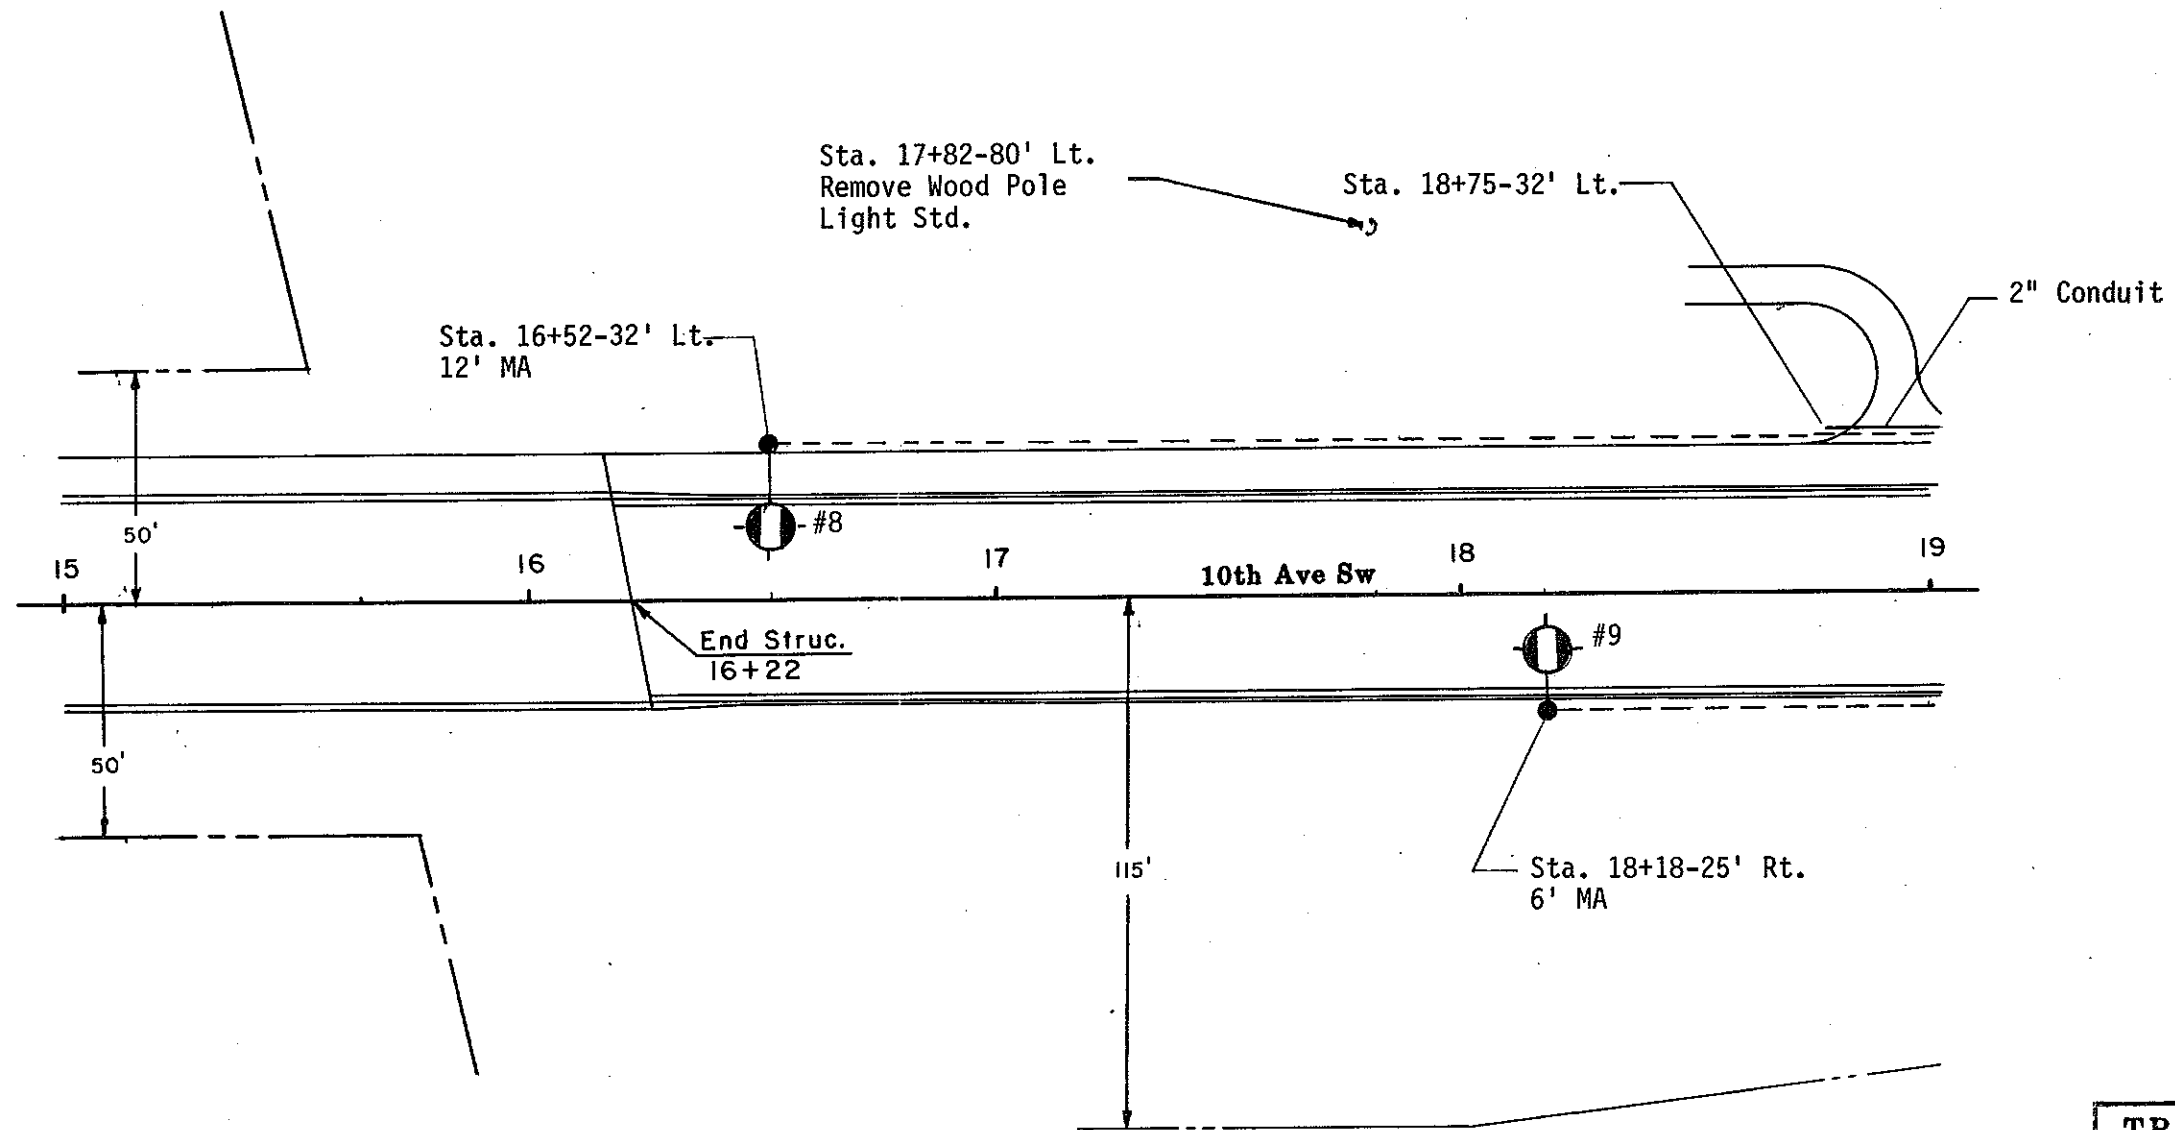 Sta. 17+82-80' Lt.
Remove Wood Pole
Light Std.
Sta. 18+75-32' Lt.
2" Conduit
Sta. 16+52-32' Lt.
12' MA
#8
50'
15
16
17
10th Ave Sw
18
19
End Struc.
16+22
#9
50'
115'
Sta. 18+18-25' Rt.
6' MA